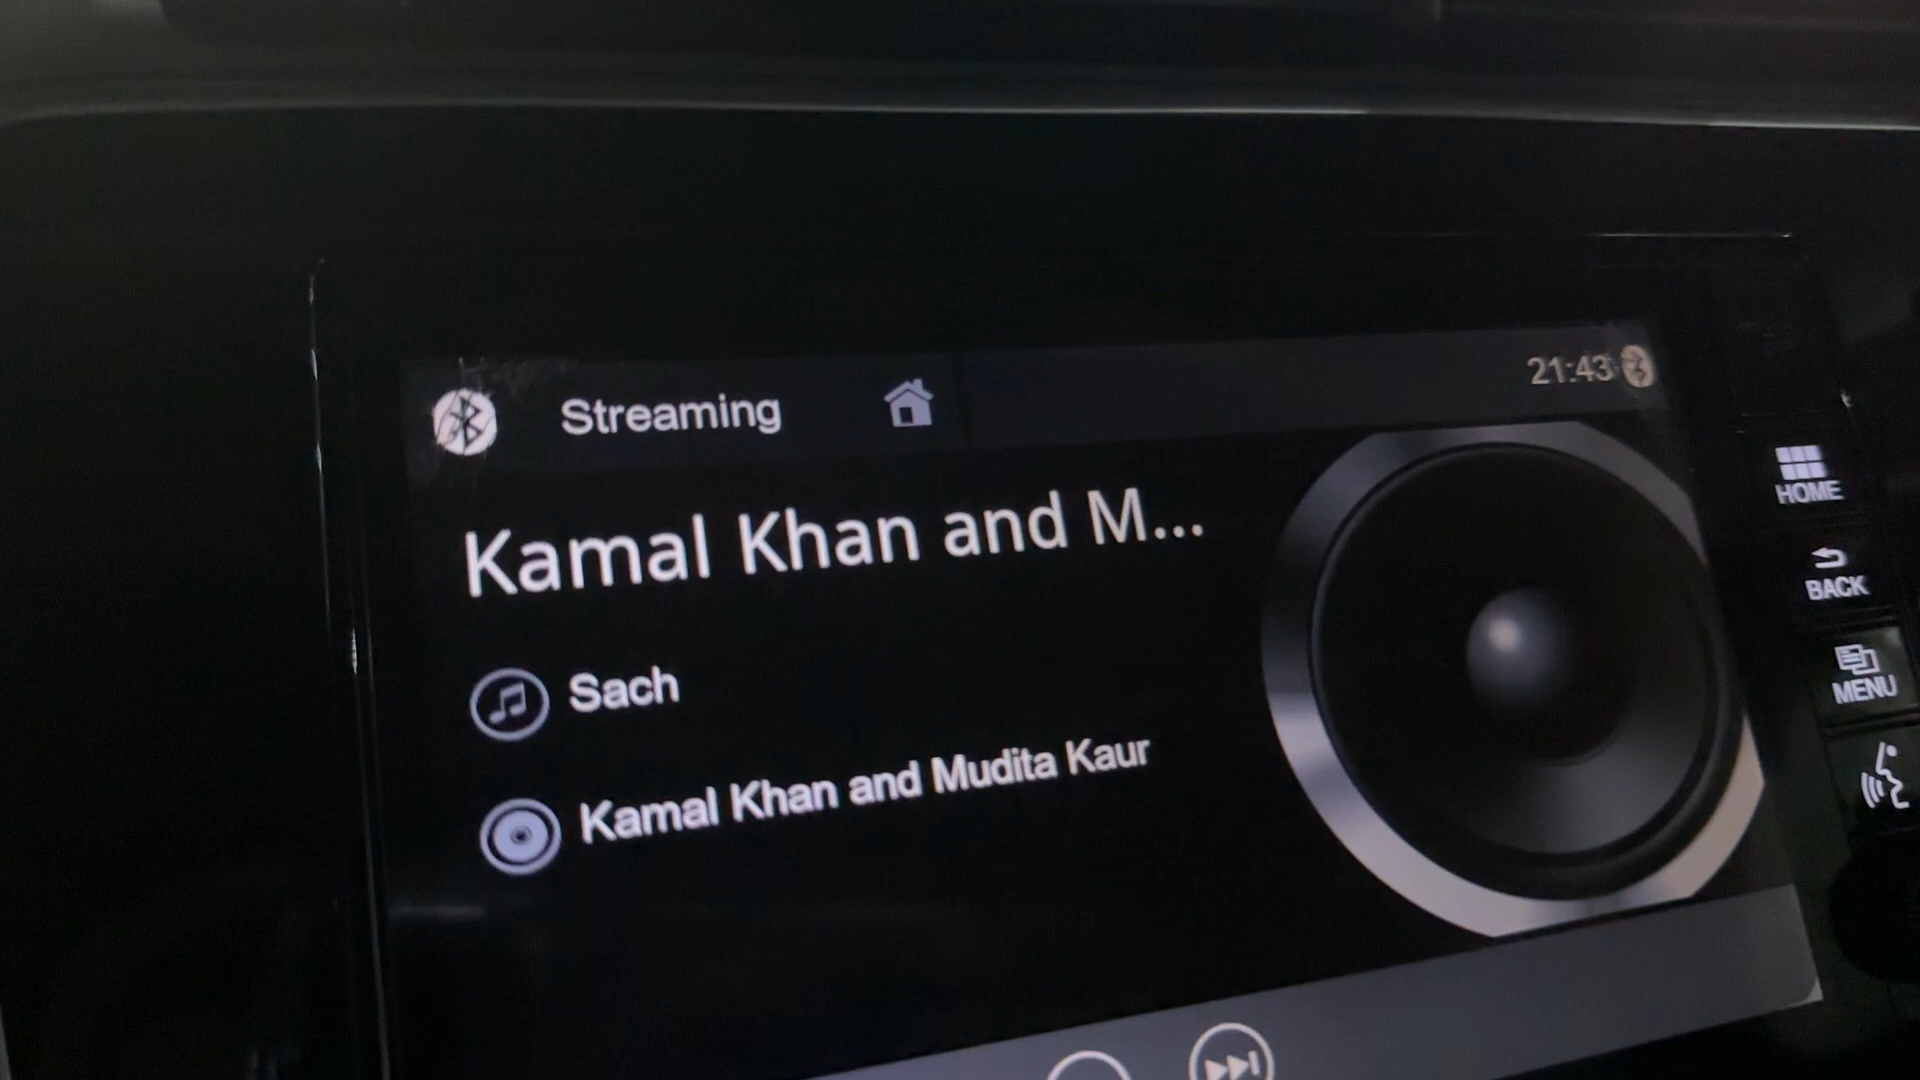 Streaming
21:43
Kamal Khan and M...
Sach
Kamal Khan and Mudita Kaur
HOME
BACK
MENU